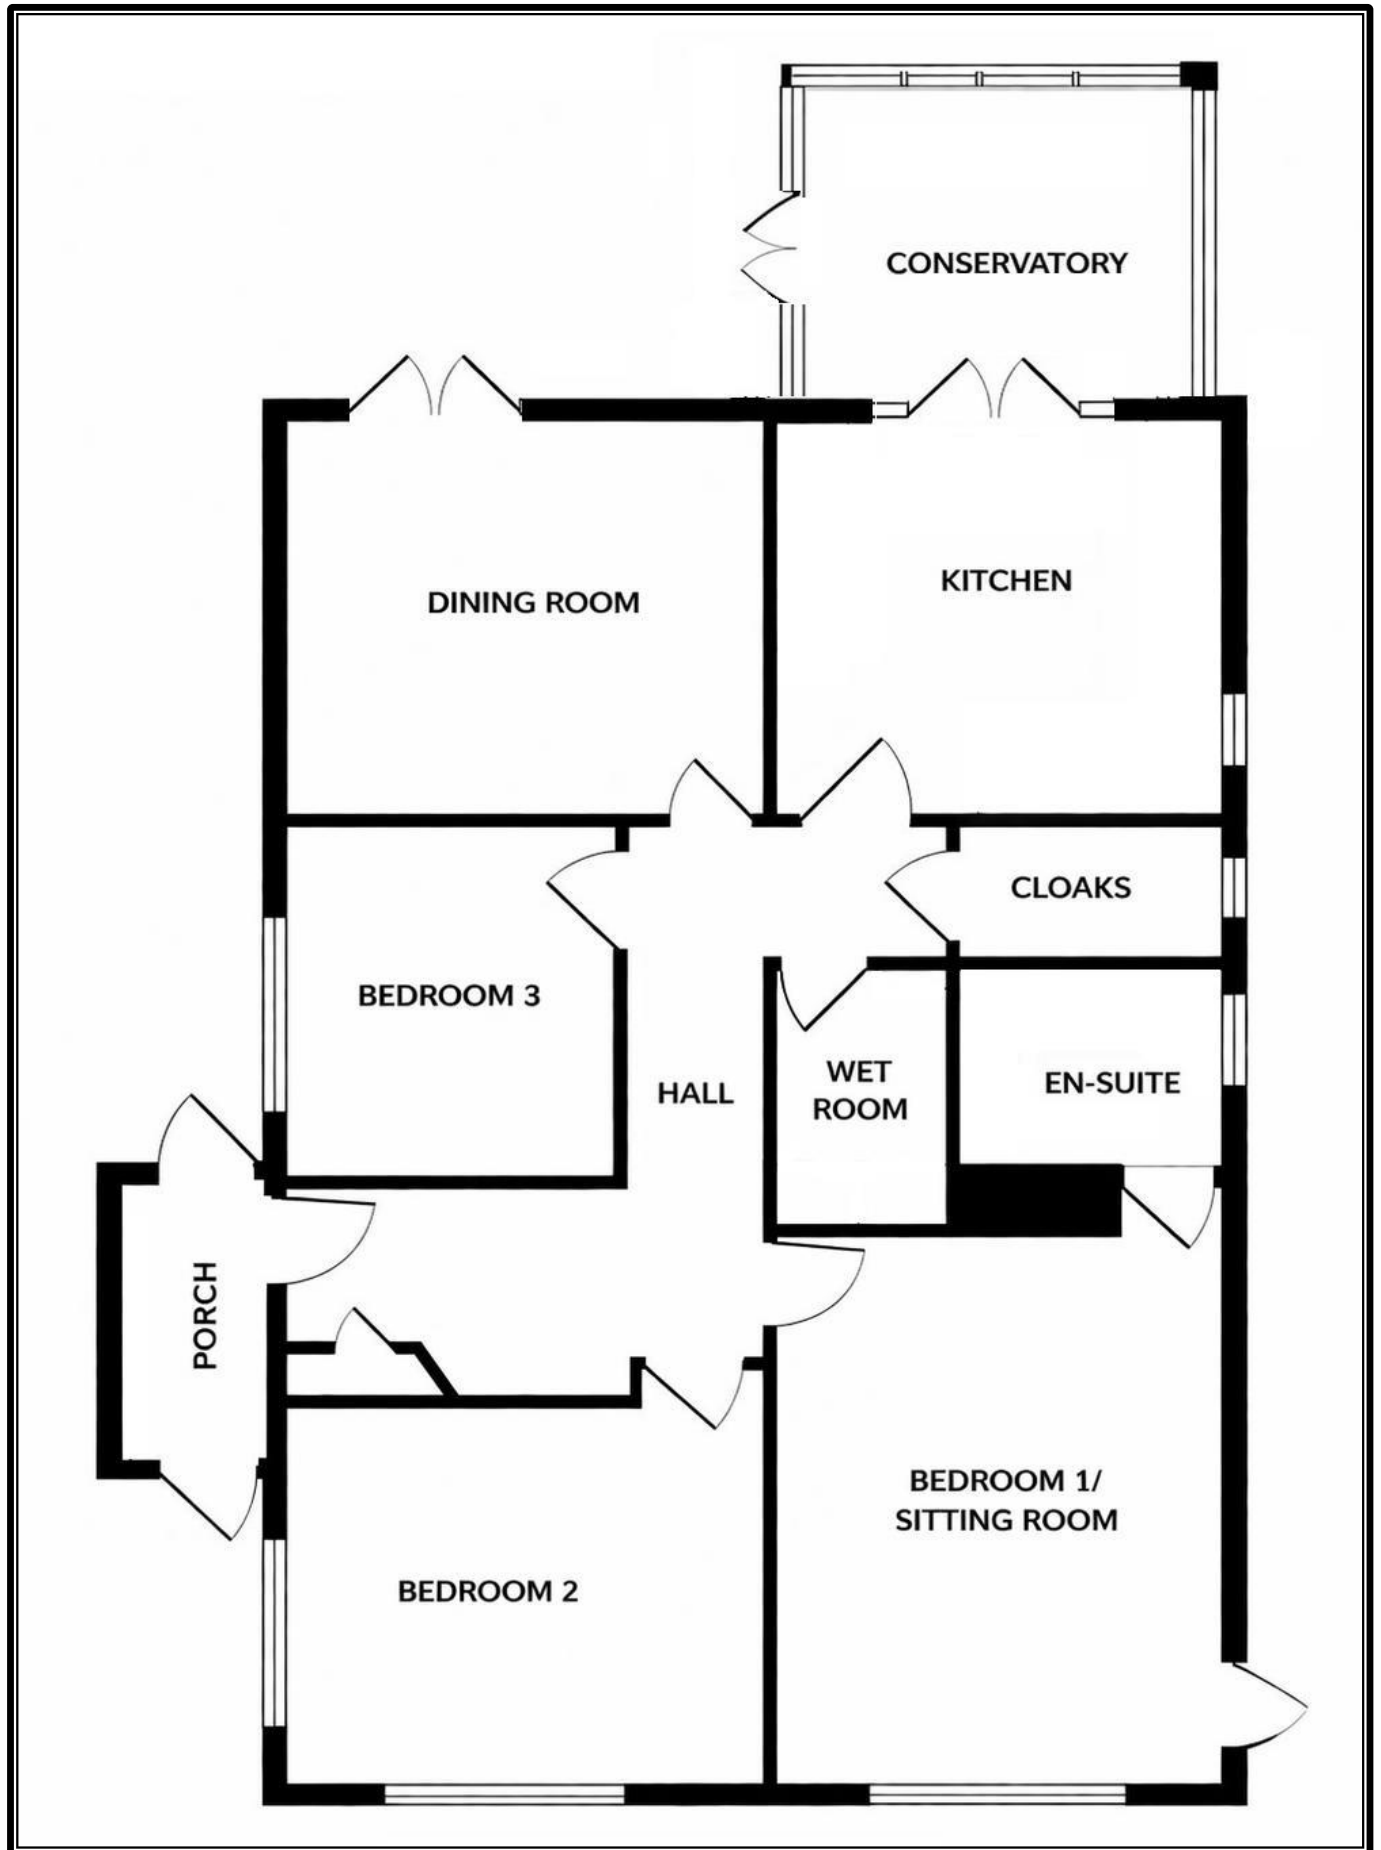 CONSERVATORY
KITCHEN
DINING ROOM
CLOAKS
BEDROOM 3
WET
ROOM
EN-SUITE
HALL
PORCH
BEDROOM 1/
SITTING ROOM
BEDROOM 2